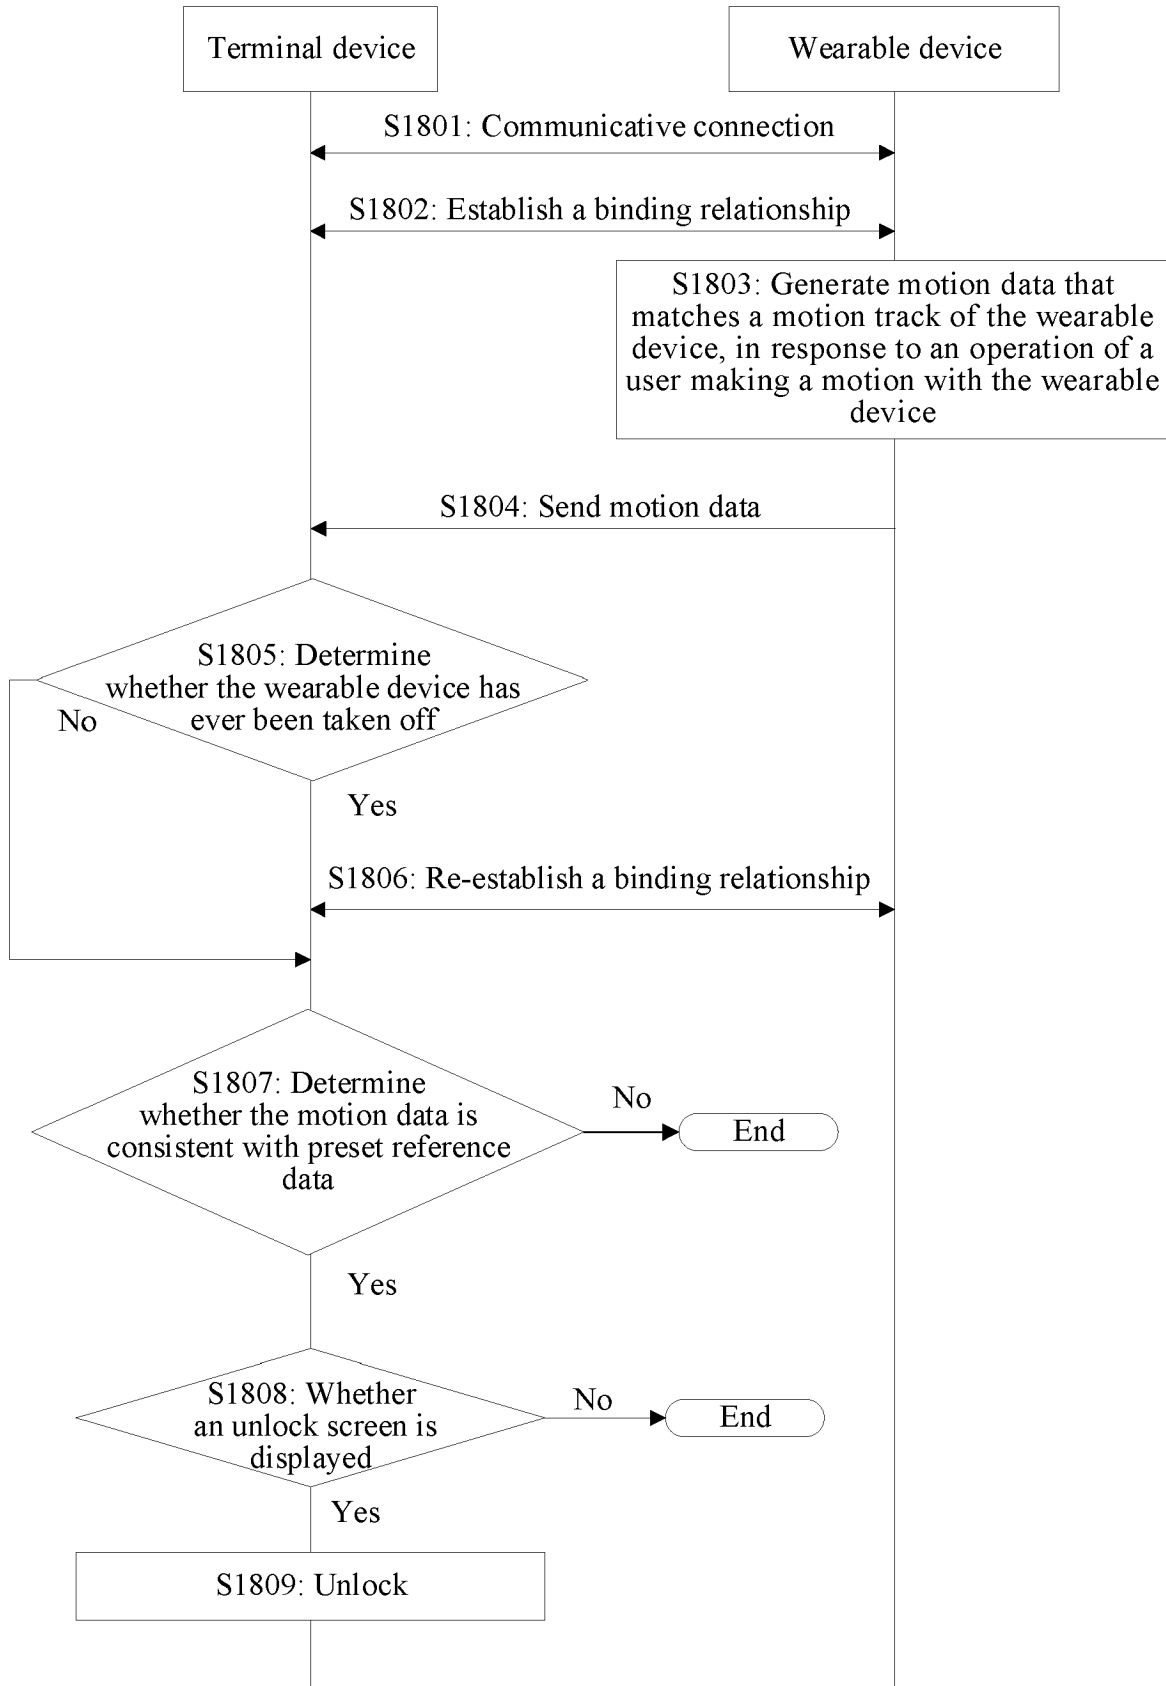 Terminal device
Wearable device
S1801: Communicative connection
S1802: Establish a binding relationship
S1803: Generate motion data that
matches a motion track of the wearable
device, in response to an operation of a
user making a motion with the wearable
device
S1804: Send motion data
S1805: Determine
whether the wearable device has
ever been taken off
No
Yes
S1806: Re-establish a binding relationship
S1807: Determine
whether the motion data is
consistent with preset reference
data
No
End
Yes
S1808: Whether
an unlock screen is
displayed
No
End
Yes
S1809: Unlock